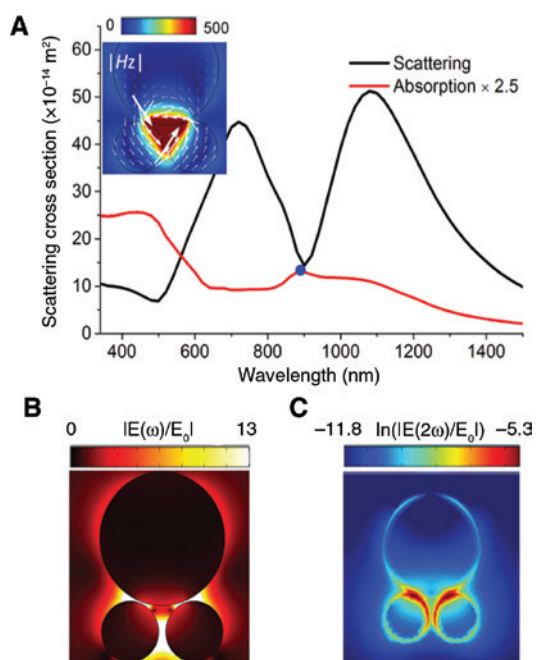 A
0 500
|Hz|
Scattering
Absorption × 2.5
Scattering cross section (×10⁻¹⁴ m²)
60
50
40
30
20
10
0
400 600 800 1000 1200 1400
Wavelength (nm)
B C
|E(ω)/E₀| ln(|E(2ω)/E₀|)
0 13 −11.8 −5.3